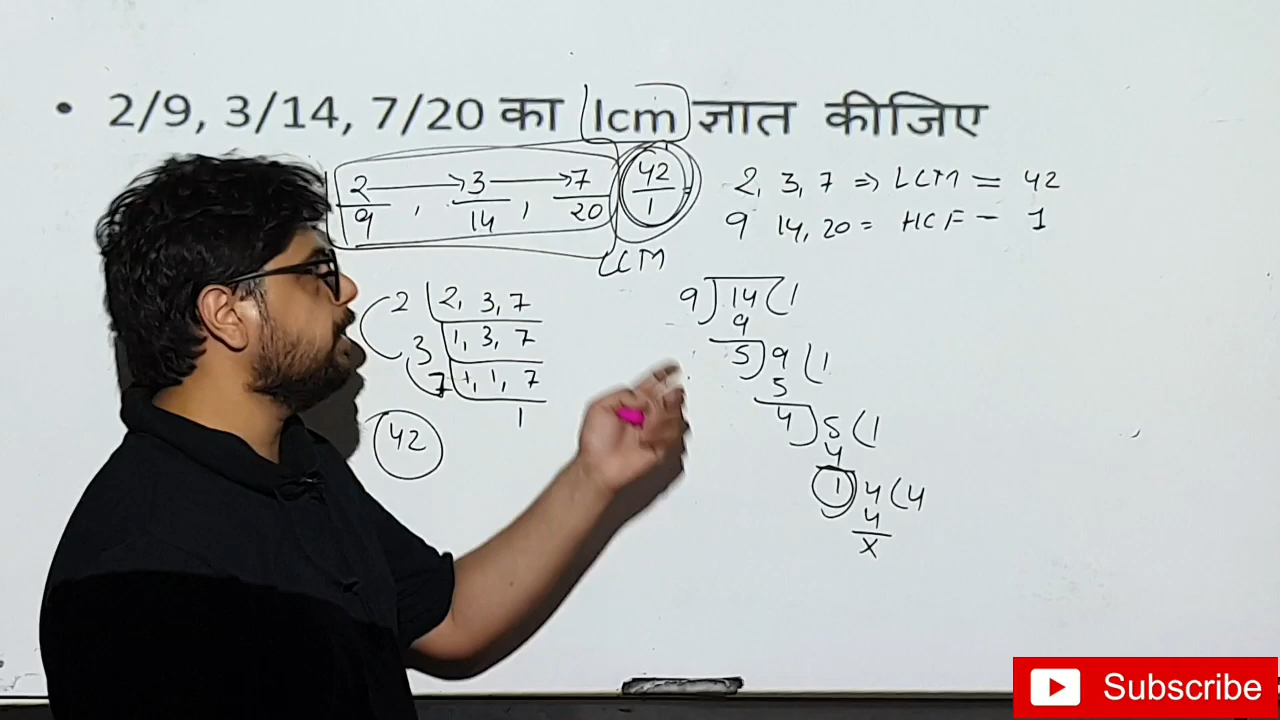 • 2/9, 3/14, 7/20 का lcm ज्ञात कीजिए
2/9, 3/14, 7/20 42/1
LCM
2, 3, 7 ⇒ LCM = 42
9 14, 20 = HCF - 1
2 | 2, 3, 7
3 | 1, 3, 7
7 | 1, 1, 7
1
42
9) 14 (1
9
5) 9 (1
5
4) 5 (1
4
1) 4 (4
4
x
Subscribe